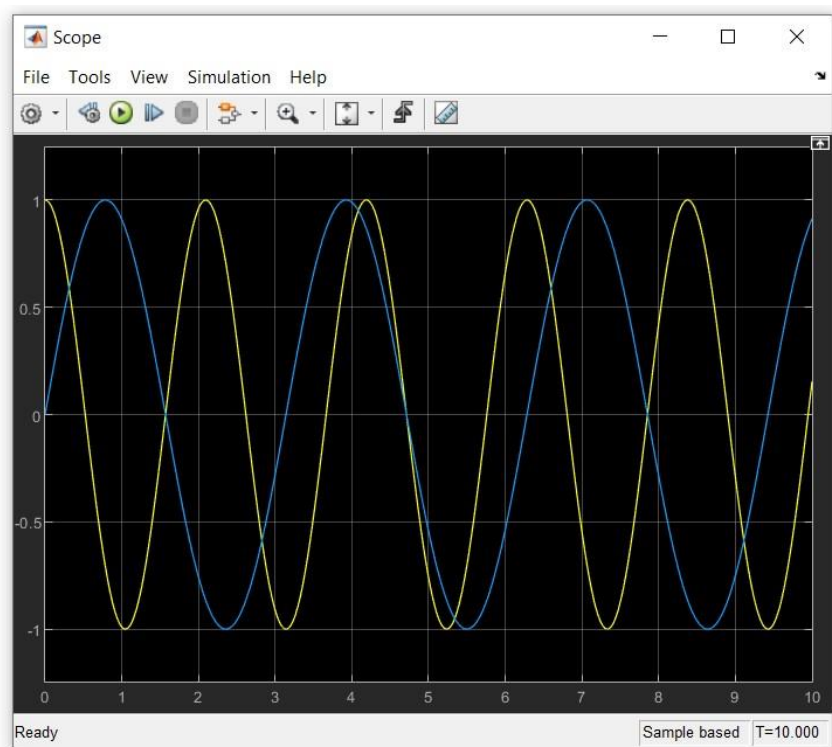 Scope
File Tools View Simulation Help
1
0.5
0
-0.5
-1
0 1 2 3 4 5 6 7 8 9 10
Ready Sample based T=10.000